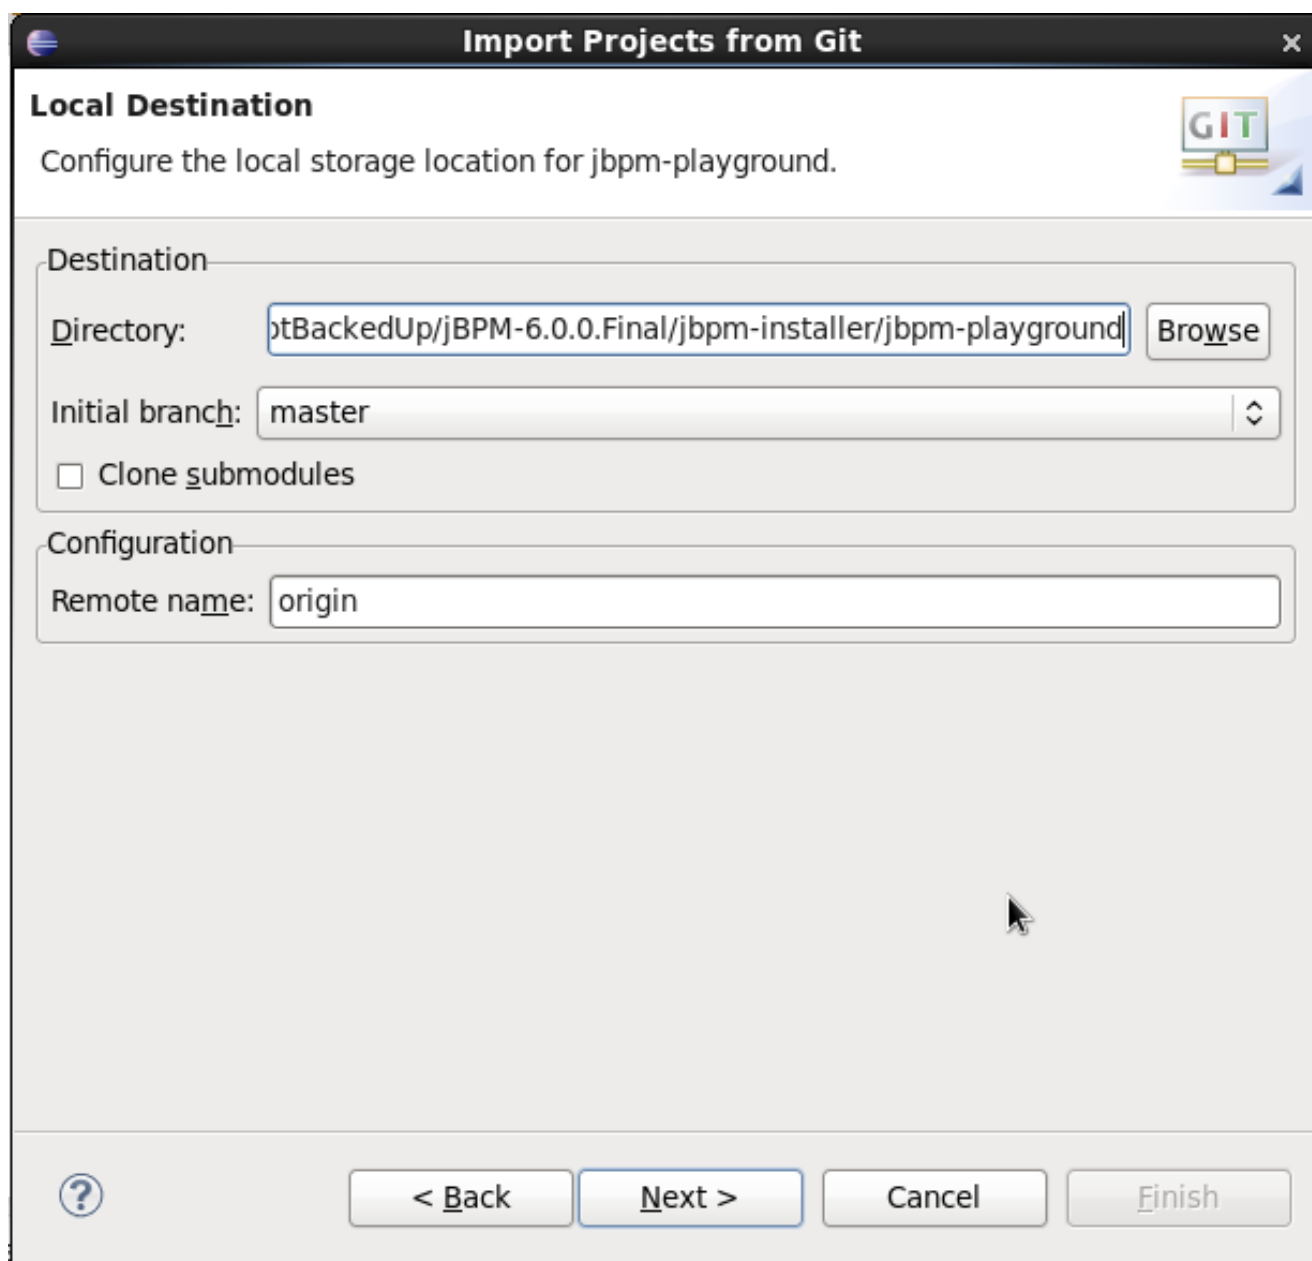 Import Projects from Git
Local Destination
GIT
Configure the local storage location for jbpm-playground.
Destination
Directory: otBackedUp/jBPM-6.0.0.Final/jbpm-installer/jbpm-playground Browse
Initial branch: master
Clone submodules
Configuration
Remote name: origin
? < Back Next > Cancel Finish